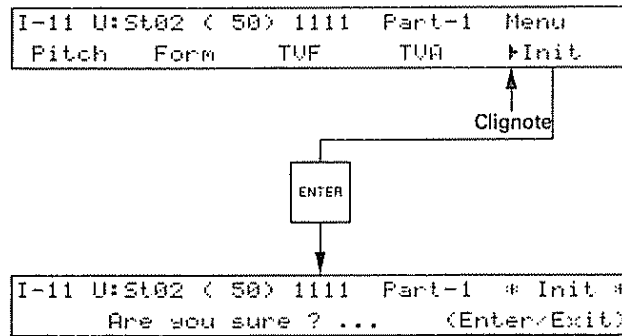 I-11 U:St02 ( 50) 1111 Part-1 Menu
Pitch Form TVF TVA ▸Init
Clignote
ENTER
I-11 U:St02 ( 50) 1111 Part-1 * Init *
Are you sure ? ... (Enter/Exit)